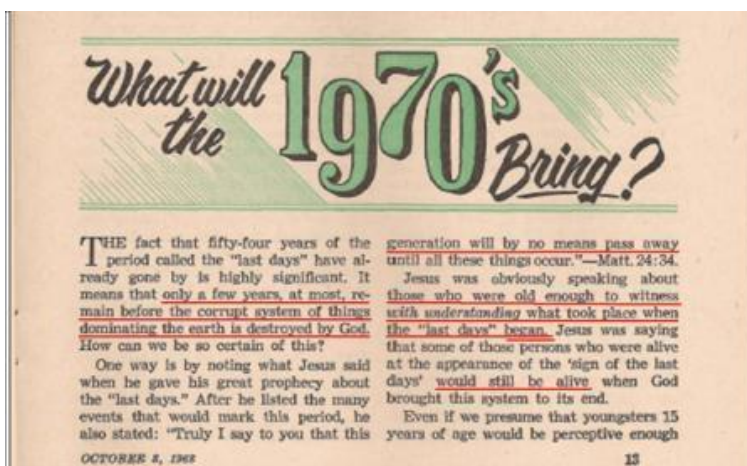 What will
the
1970's
Bring?
THE fact that fifty-four years of the
period called the "last days" have al-
ready gone by is highly significant. It
means that only a few years, at most, re-
main before the corrupt system of things
dominating the earth is destroyed by God.
How can we be so certain of this?
One way is by noting what Jesus said
when he gave his great prophecy about
the "last days." After he listed the many
events that would mark this period, he
also stated: "Truly I say to you that this
generation will by no means pass away
until all these things occur."—Matt. 24:34.
Jesus was obviously speaking about
those who were old enough to witness
with understanding what took place when
the "last days" began. Jesus was saying
that some of those persons who were alive
at the appearance of the 'sign of the last
days' would still be alive when God
brought this system to its end.
Even if we presume that youngsters 15
years of age would be perceptive enough
OCTOBER 8, 1968
13